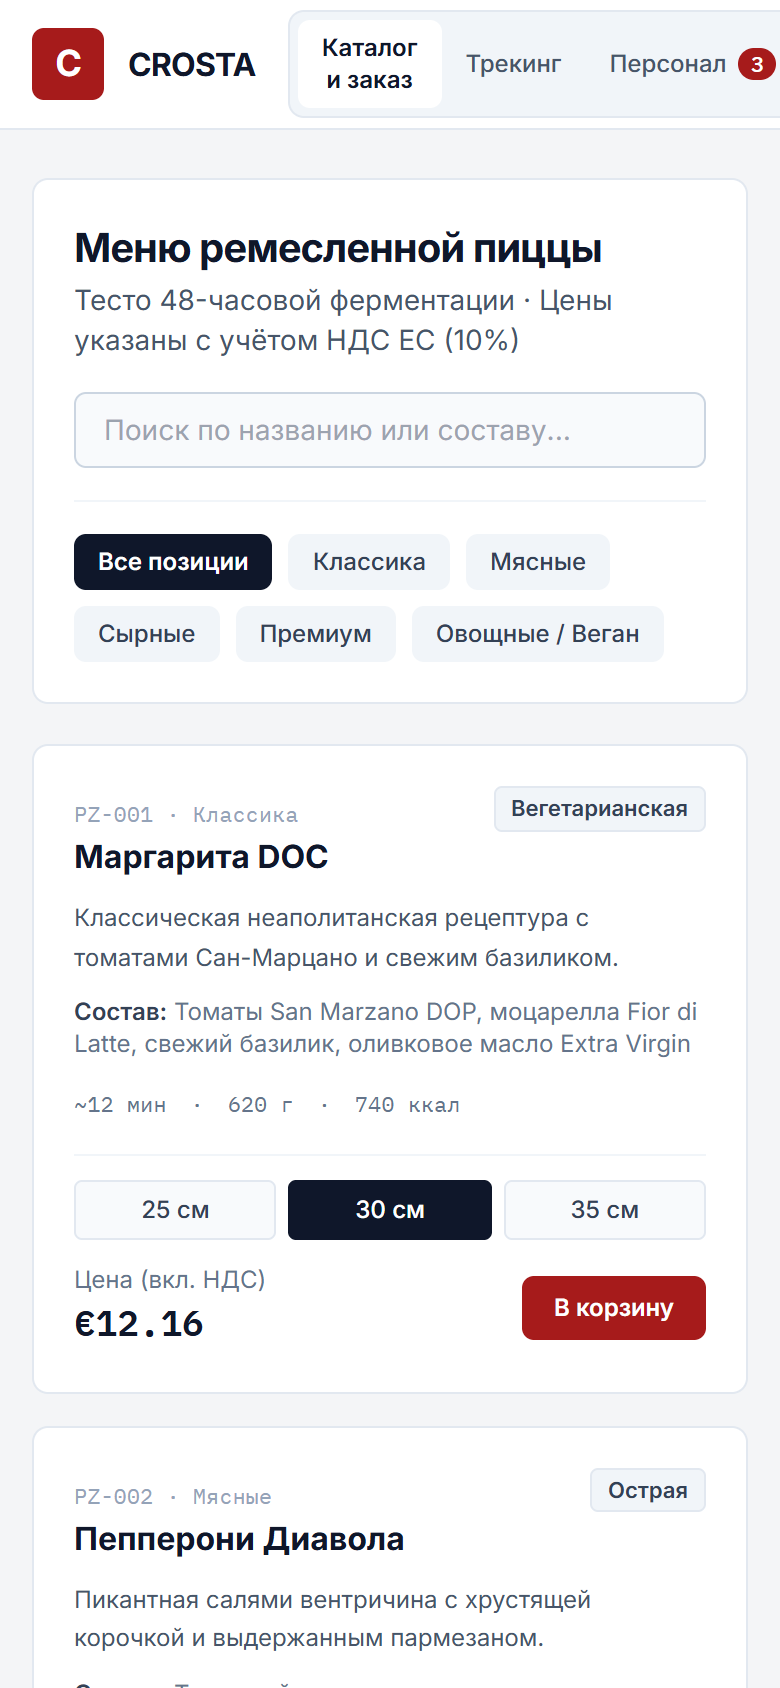 C
CROSTA
Каталог
и заказ
Трекинг
Персонал 3
Меню ремесленной пиццы
Тесто 48-часовой ферментации · Цены
указаны с учётом НДС ЕС (10%)
Поиск по названию или составу...
Все позиции
Классика
Мясные
Сырные
Премиум
Овощные / Веган
PZ-001 · Классика
Вегетарианская
Маргарита DOC
Классическая неаполитанская рецептура с
томатами Сан-Марцано и свежим базиликом.
Состав: Томаты San Marzano DOP, моцарелла Fior di
Latte, свежий базилик, оливковое масло Extra Virgin
~12 мин · 620 г · 740 ккал
25 см
30 см
35 см
Цена (вкл. НДС)
€12.16
В корзину
PZ-002 · Мясные
Острая
Пепперони Диавола
Пикантная салями вентричина с хрустящей
корочкой и выдержанным пармезаном.